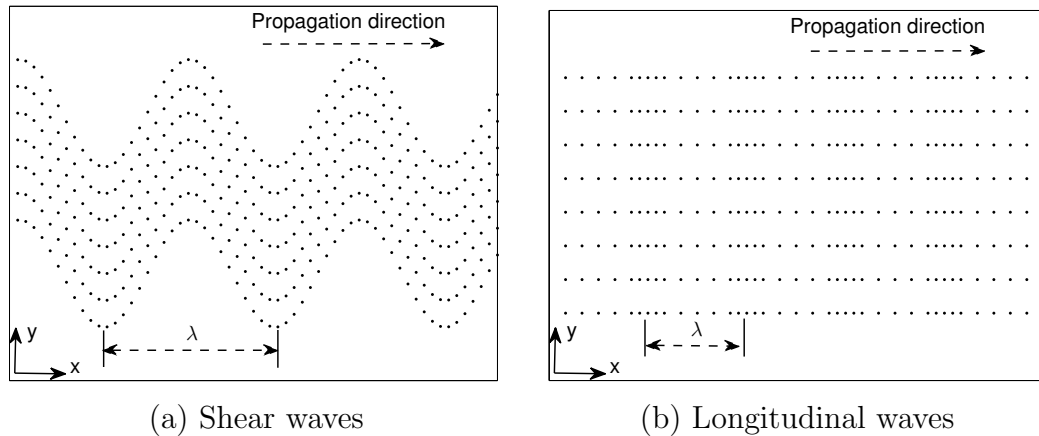 Propagation direction
λ
y
x
(a) Shear waves
Propagation direction
λ
y
x
(b) Longitudinal waves